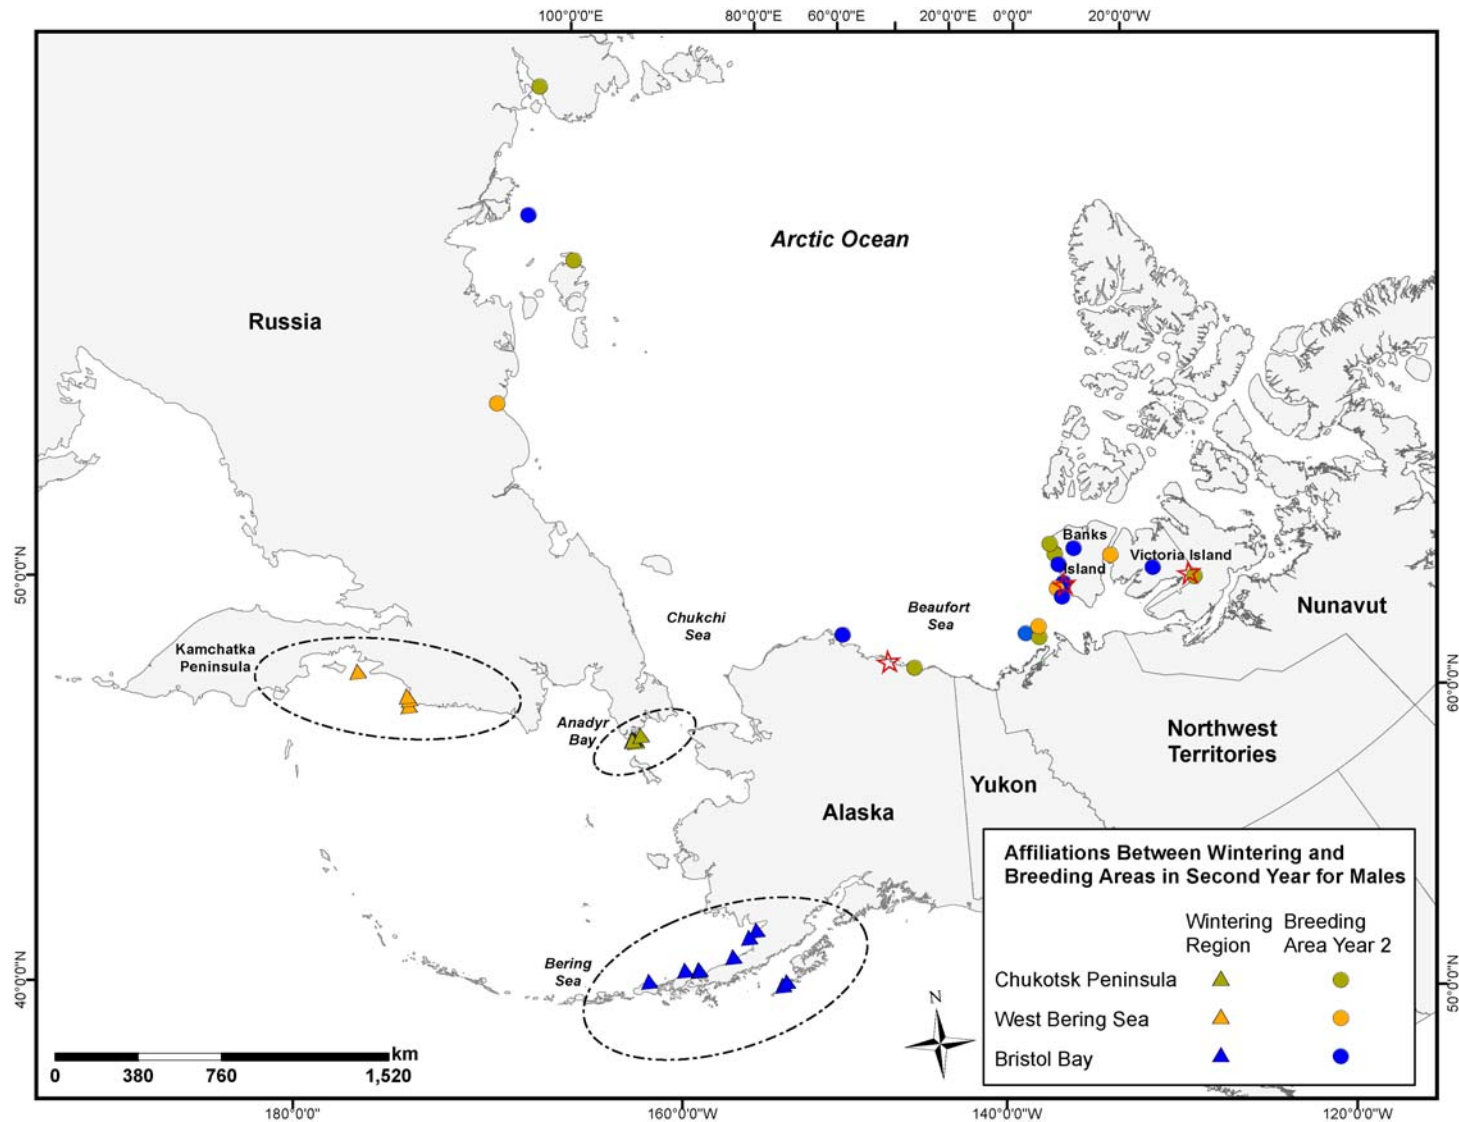 100°0'0"E 80°0'0"E 60°0'0"E 20°0'0"E 0°0'0" 20°0'0"W
Arctic Ocean
Russia
Banks
Island
Victoria Island
50°0'0"N
Nunavut
Chukchi
Sea
Beaufort
Sea
Kamchatka
Peninsula
60°0'0"N
Anadyr
Bay
Northwest
Territories
Yukon
Alaska
Affiliations Between Wintering and
Breeding Areas in Second Year for Males
Wintering Breeding
Region Area Year 2
Chukotsk Peninsula
West Bering Sea
Bristol Bay
Bering
Sea
40°0'0"N
50°0'0"N
N
km
0 380 760 1,520
180°0'0" 160°0'0"W 140°0'0"W 120°0'0"W